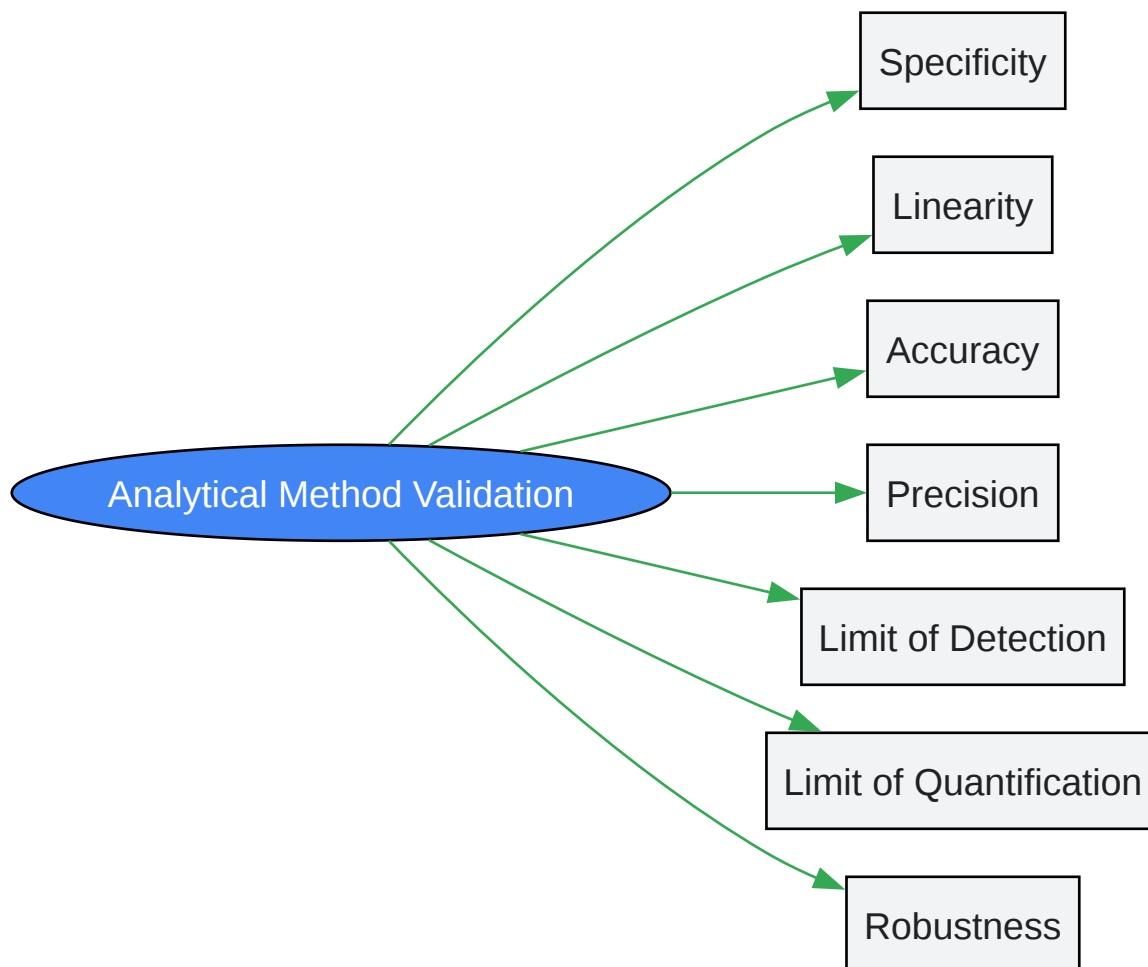 Specificity
Linearity
Accuracy
Analytical Method Validation
Precision
Limit of Detection
Limit of Quantification
Robustness